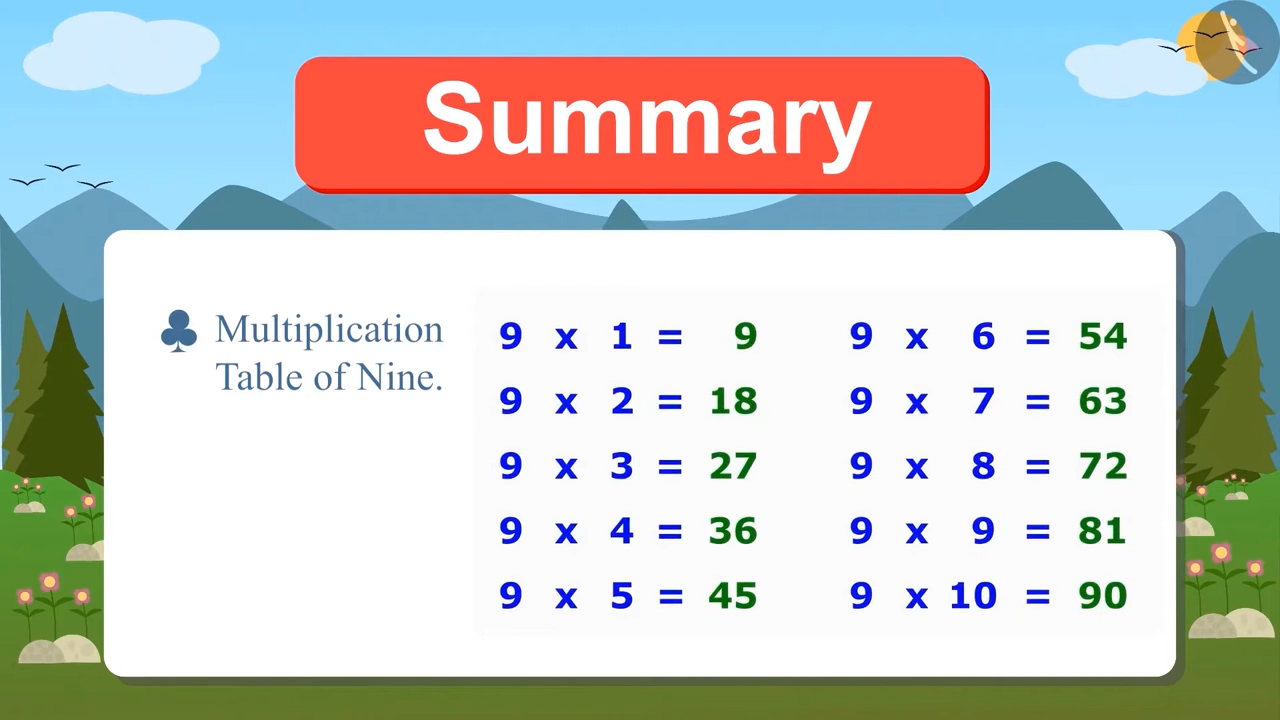 Summary
Multiplication
Table of Nine.
9 x 1 = 9
9 x 2 = 18
9 x 3 = 27
9 x 4 = 36
9 x 5 = 45
9 x 6 = 54
9 x 7 = 63
9 x 8 = 72
9 x 9 = 81
9 x 10 = 90